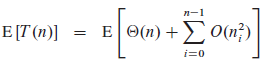 E[T(n)] = E[Θ(n) + ∑_{i=0}^{n−1} O(n_i^2)]